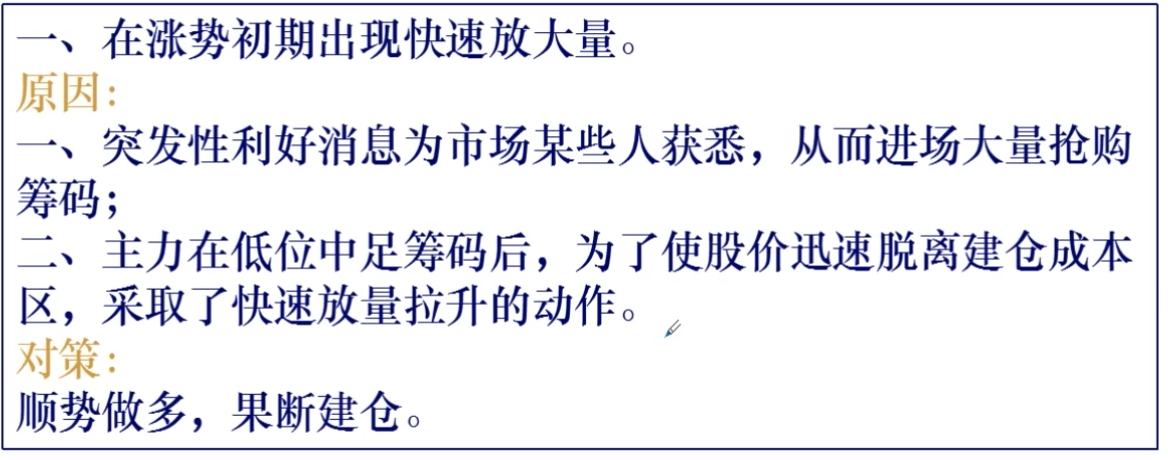 一、在涨势初期出现快速放大量。
原因：
一、突发性利好消息为市场某些人获悉，从而进场大量抢购
筹码；
二、主力在低位中足筹码后，为了使股价迅速脱离建仓成本
区，采取了快速放量拉升的动作。
对策：
顺势做多，果断建仓。